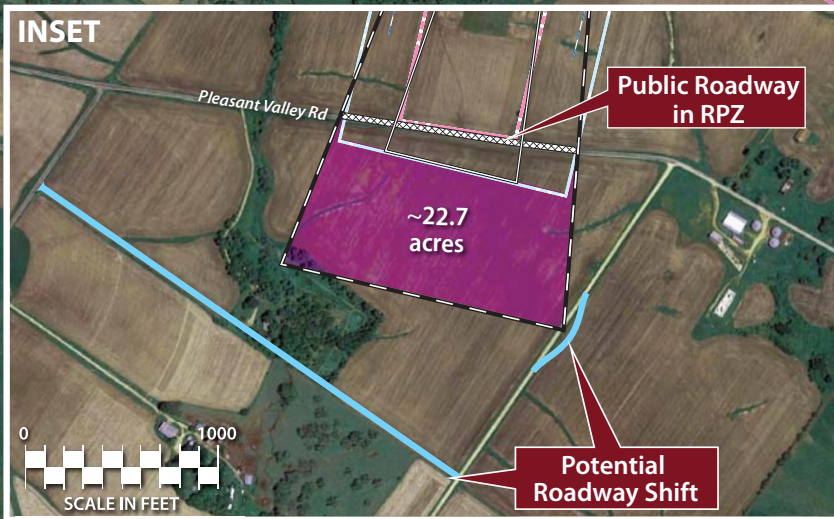 INSET
Public Roadway
in RPZ
Pleasant Valley Rd
~22.7
acres
0 1000
SCALE IN FEET
Potential
Roadway Shift